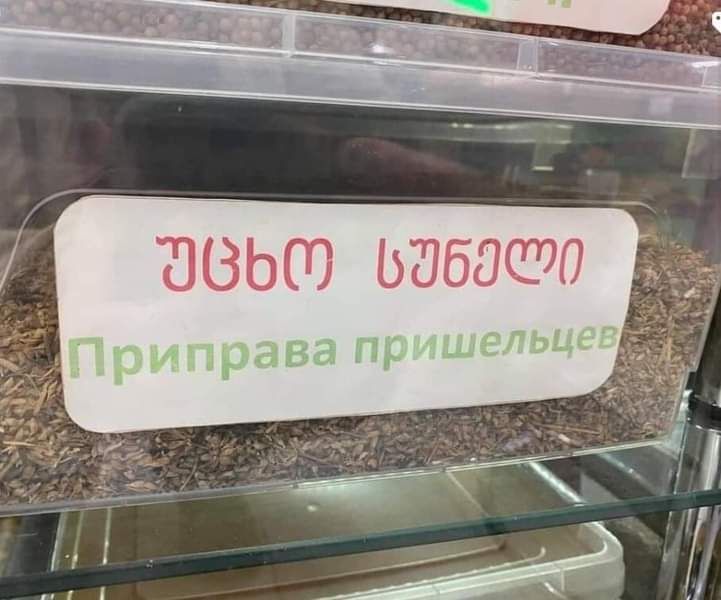 უცხო სუნელი
Приправа пришельцев